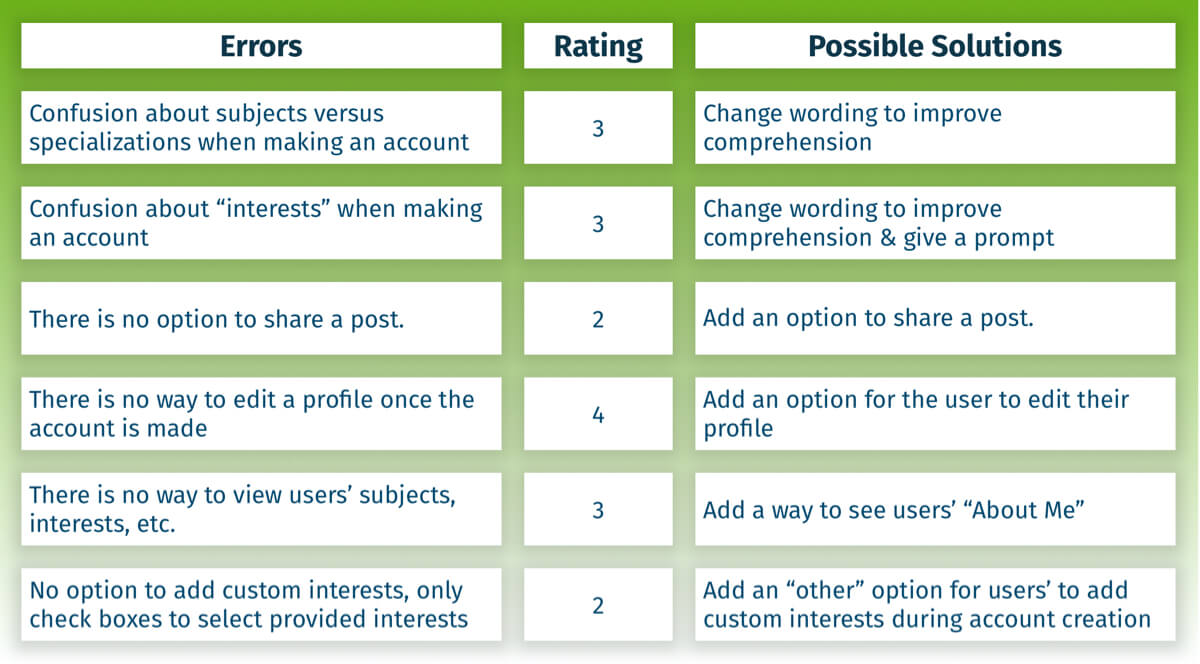 Errors
Rating
Possible Solutions
Confusion about subjects versus
specializations when making an account
3
Change wording to improve
comprehension
Confusion about “interests” when making
an account
3
Change wording to improve
comprehension & give a prompt
There is no option to share a post.
2
Add an option to share a post.
There is no way to edit a profile once the
account is made
4
Add an option for the user to edit their
profile
There is no way to view users’ subjects,
interests, etc.
3
Add a way to see users’ “About Me”
No option to add custom interests, only
check boxes to select provided interests
2
Add an “other” option for users’ to add
custom interests during account creation